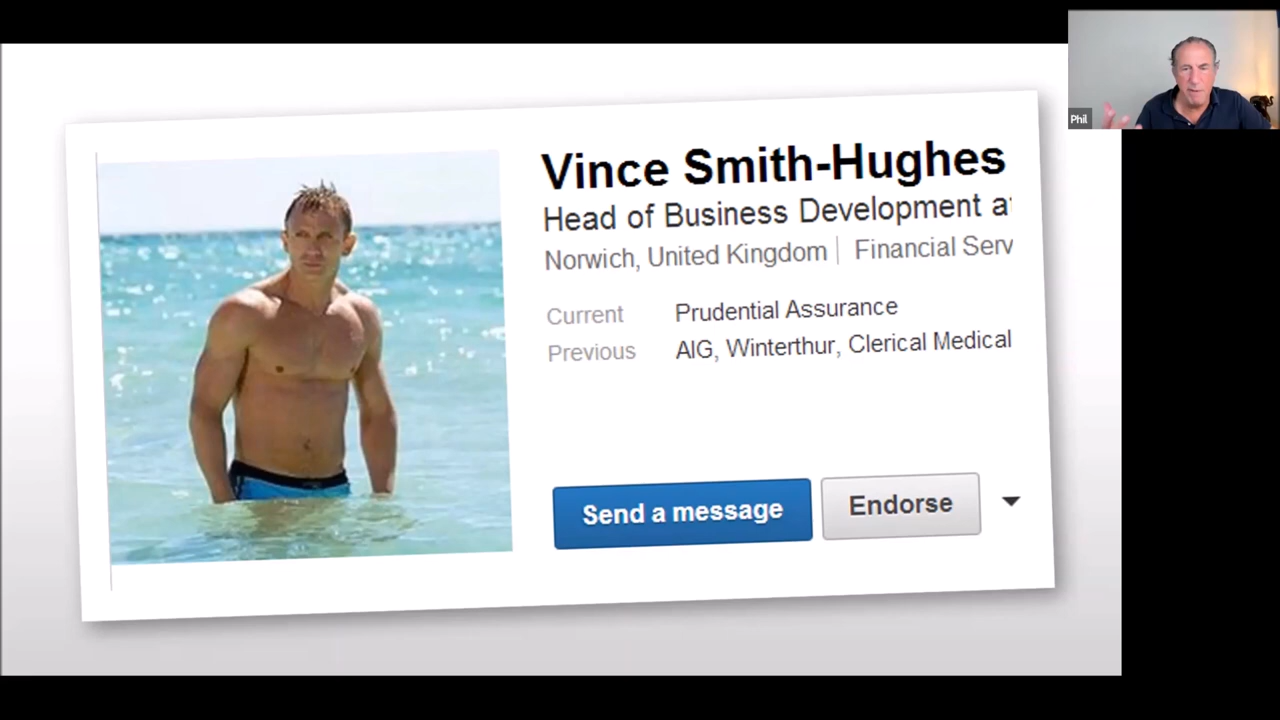 Vince Smith-Hughes
Head of Business Development a
Norwich, United Kingdom | Financial Serv
Current Prudential Assurance
Previous AIG, Winterthur, Clerical Medical
Send a message
Endorse
Phil